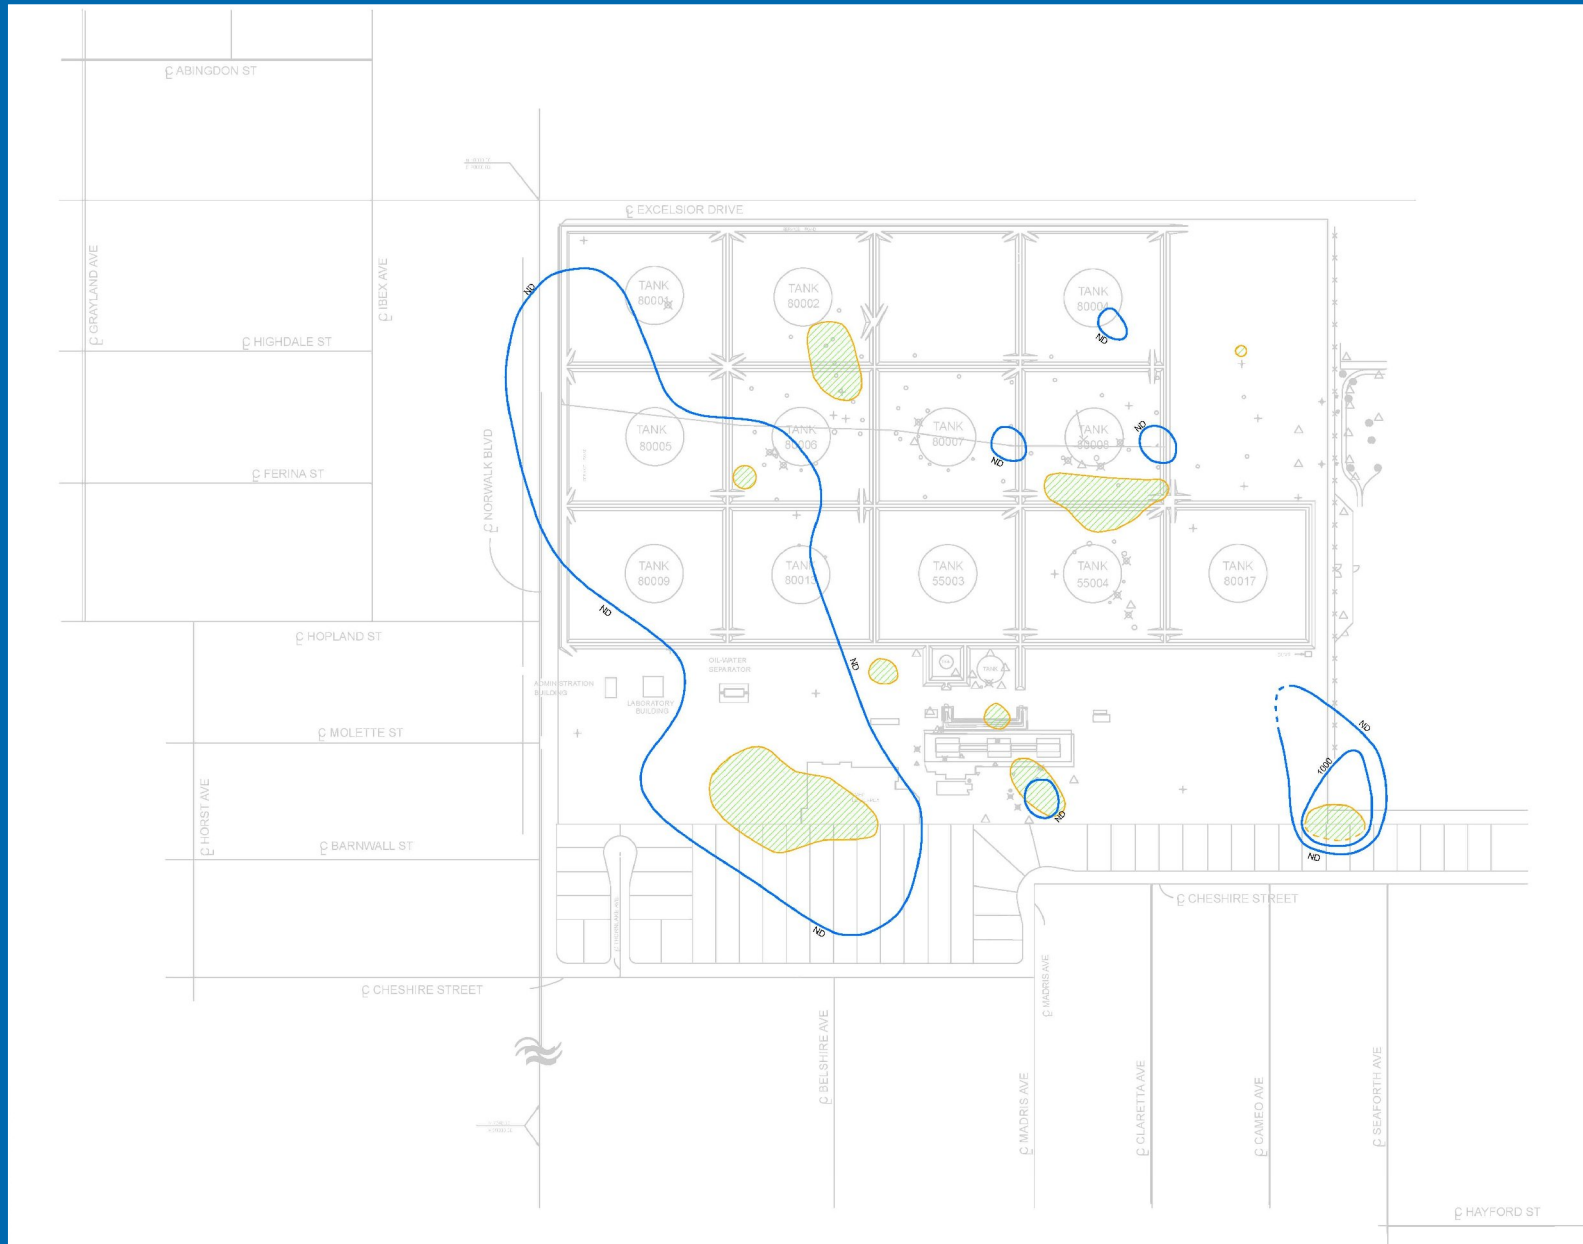 ℄ ABINGDON ST
℄ EXCELSIOR DRIVE
℄ GRAYLAND AVE
℄ IBEX AVE
ND
TANK
80001
TANK
80002
TANK
80004
ND
℄ HIGHDALE ST
℄ NORWALK BLVD
TANK
80005
TANK
80006
TANK
80007
TANK
80008
ND
ND
℄ FERINA ST
TANK
80009
TANK
80013
TANK
55003
TANK
55004
TANK
80017
ND
℄ HOPLAND ST
OIL-WATER
SEPARATOR
ND
TANK
ADMINISTRATION
BUILDING
LABORATORY
BUILDING
℄ MOLETTE ST
ND
1000
℄ HORST AVE
ND
℄ BARNWALL ST
ND
℄ CHESHIRE STREET
ND
℄ CHESHIRE STREET
℄ MADRIS AVE
℄ BELSHIRE AVE
℄ MADRIS AVE
℄ CLARETTA AVE
℄ CAMEO AVE
℄ SEAFORTH AVE
℄ HAYFORD ST